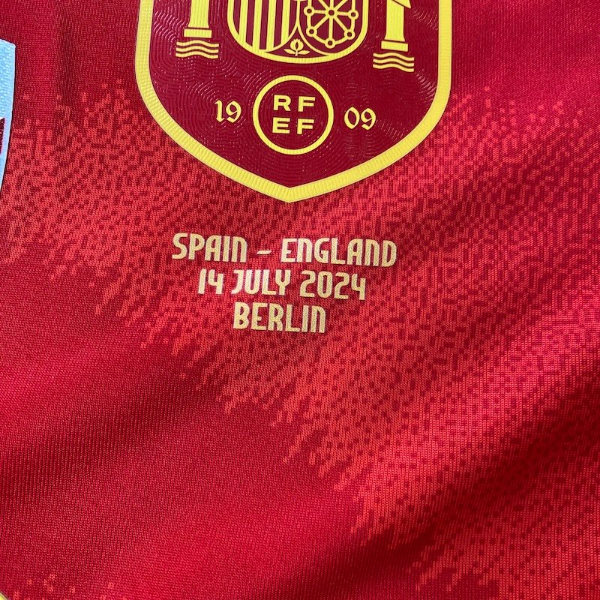 19 RF EF 09
SPAIN - ENGLAND
14 JULY 2024
BERLIN